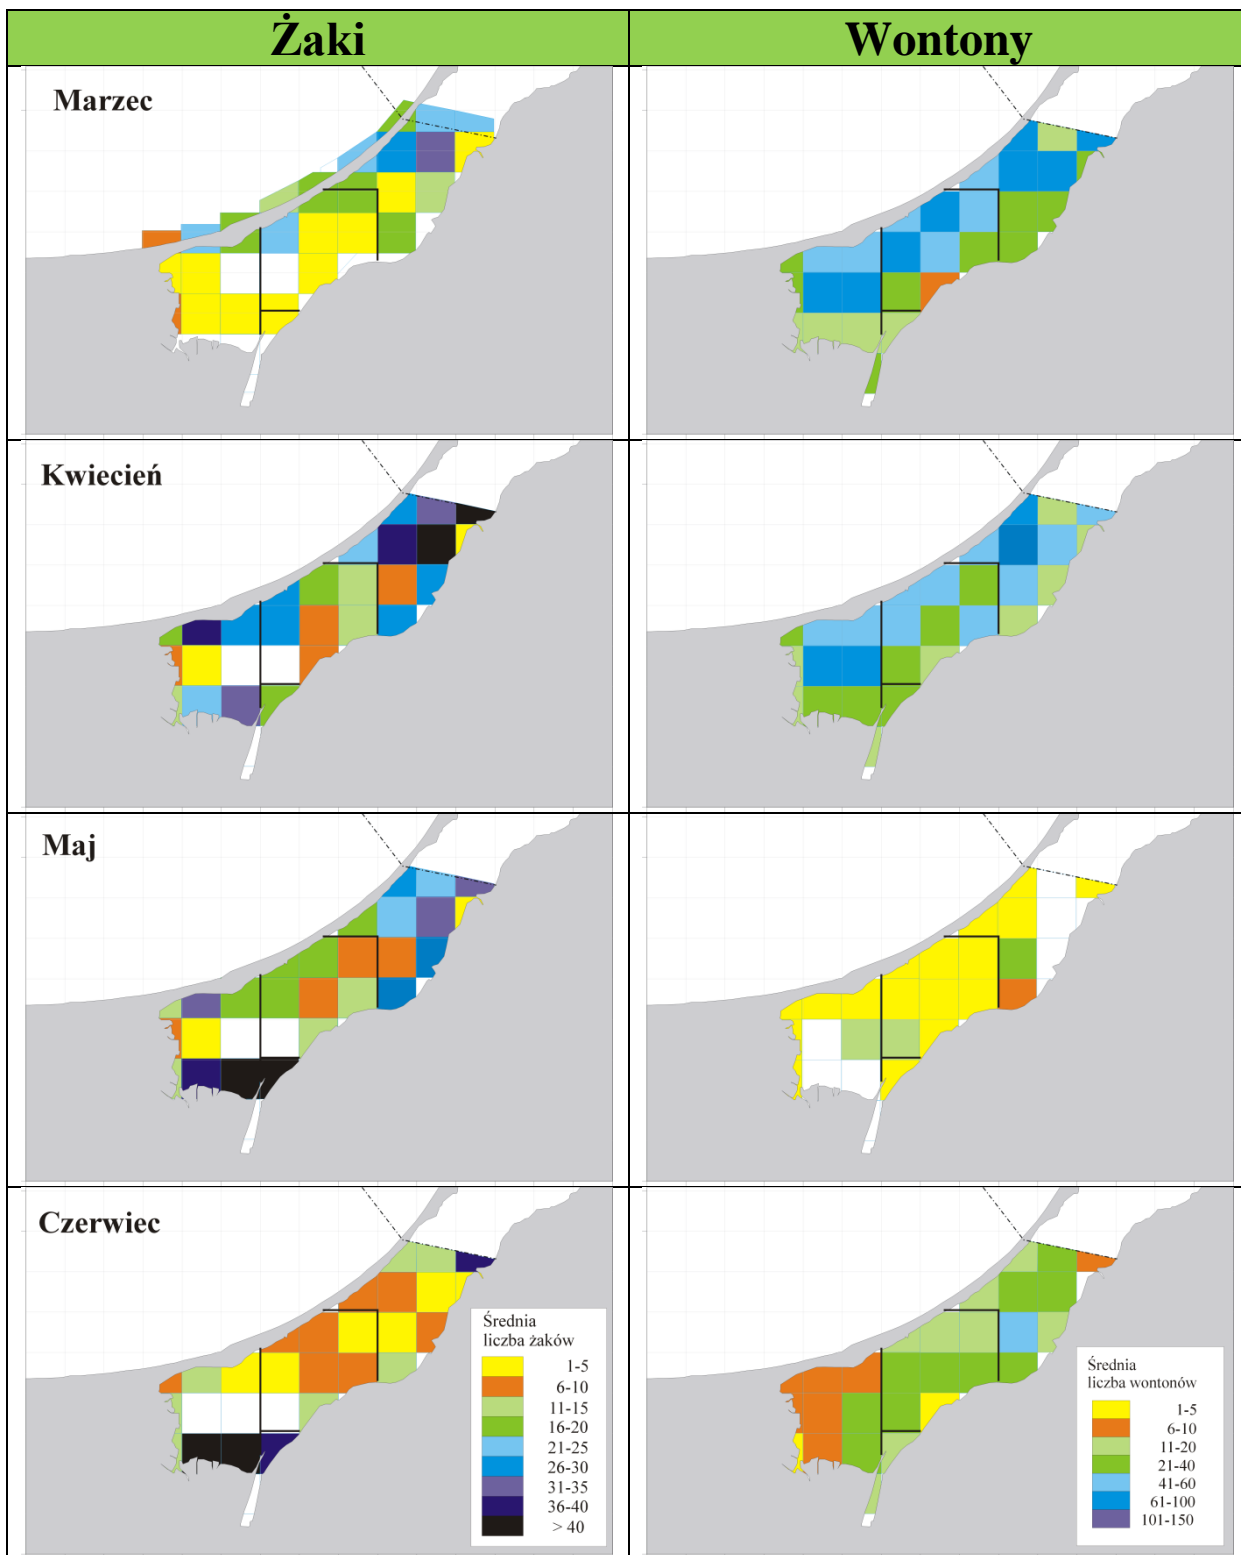 Żaki
Wontony
Marzec
Kwiecień
Maj
Czerwiec
Średnia
liczba żaków
1-5
6-10
11-15
16-20
21-25
26-30
31-35
36-40
> 40
Średnia
liczba wontonów
1-5
6-10
11-20
21-40
41-60
61-100
101-150